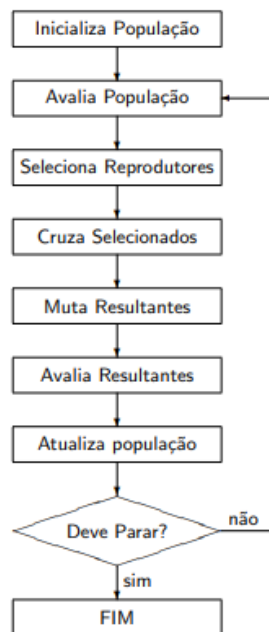 Inicializa População
Avalia População
Seleciona Reprodutores
Cruza Selecionados
Muta Resultantes
Avalia Resultantes
Atualiza população
Deve Parar?
não
sim
FIM